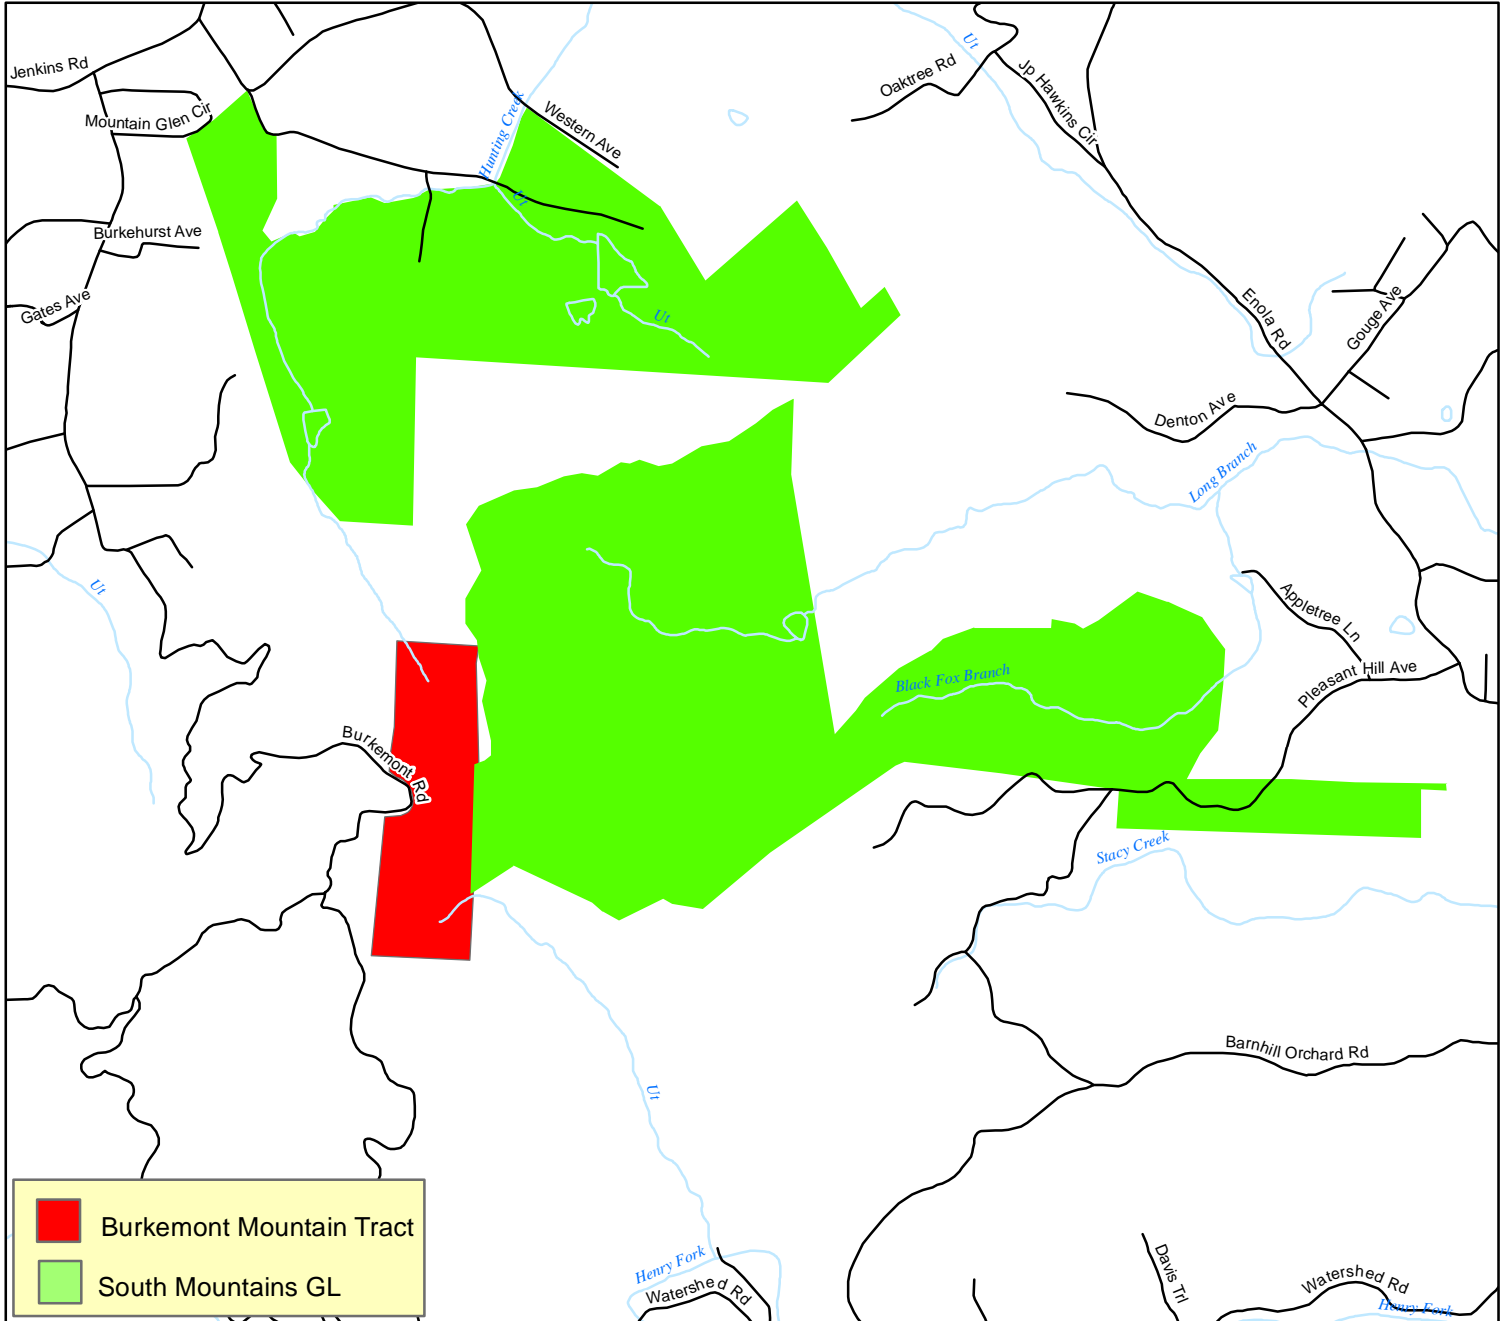 Ut
Oaktree Rd
Jp Hawkins Cir
Jenkins Rd
Mountain Glen Cir
Hunting Creek
Western Ave
Ut
Burkehurst Ave
Gates Ave
Ut
Enola Rd
Gouge Ave
Denton Ave
Long Branch
Ut
Appletree Ln
Pleasant Hill Ave
Black Fox Branch
Burkemont Rd
Stacy Creek
Barnhill Orchard Rd
Ut
Henry Fork
Watershed Rd
Davis Trl
Watershed Rd
Henry Fork
Burkemont Mountain Tract
South Mountains GL